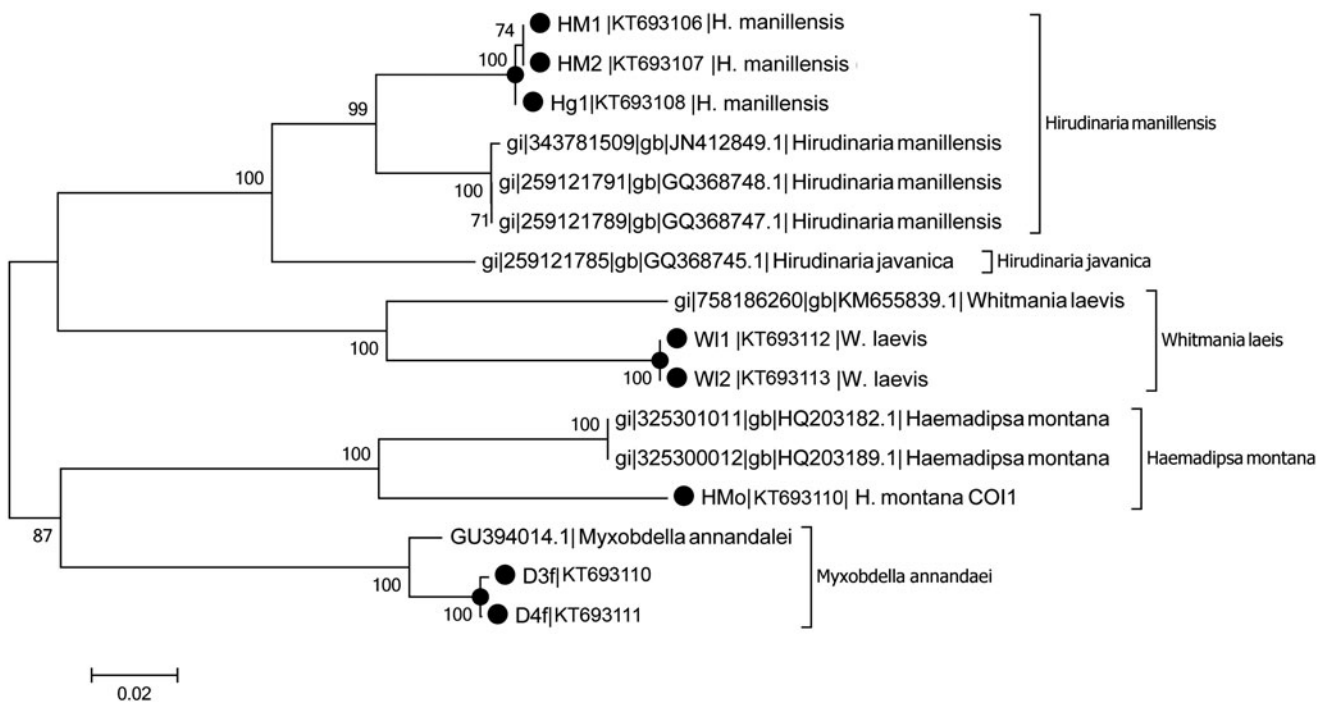 74
HM1 |KT693106 |H. manillensis
100
HM2 |KT693107 |H. manillensis
Hg1|KT693108 |H. manillensis
99
Hirudinaria manillensis
gi|343781509|gb|JN412849.1| Hirudinaria manillensis
100
100
gi|259121791|gb|GQ368748.1| Hirudinaria manillensis
71
gi|259121789|gb|GQ368747.1| Hirudinaria manillensis
gi|259121785|gb|GQ368745.1| Hirudinaria javanica
Hirudinaria javanica
gi|758186260|gb|KM655839.1| Whitmania laevis
100
WI1 |KT693112 |W. laevis
Whitmania laeis
100
WI2 |KT693113 |W. laevis
100
gi|325301011|gb|HQ203182.1| Haemadipsa montana
100
gi|325300012|gb|HQ203189.1| Haemadipsa montana
Haemadipsa montana
HMo|KT693110| H. montana COI1
87
GU394014.1| Myxobdella annandalei
100
D3f|KT693110
Myxobdella annandaei
100
D4f|KT693111
0.02